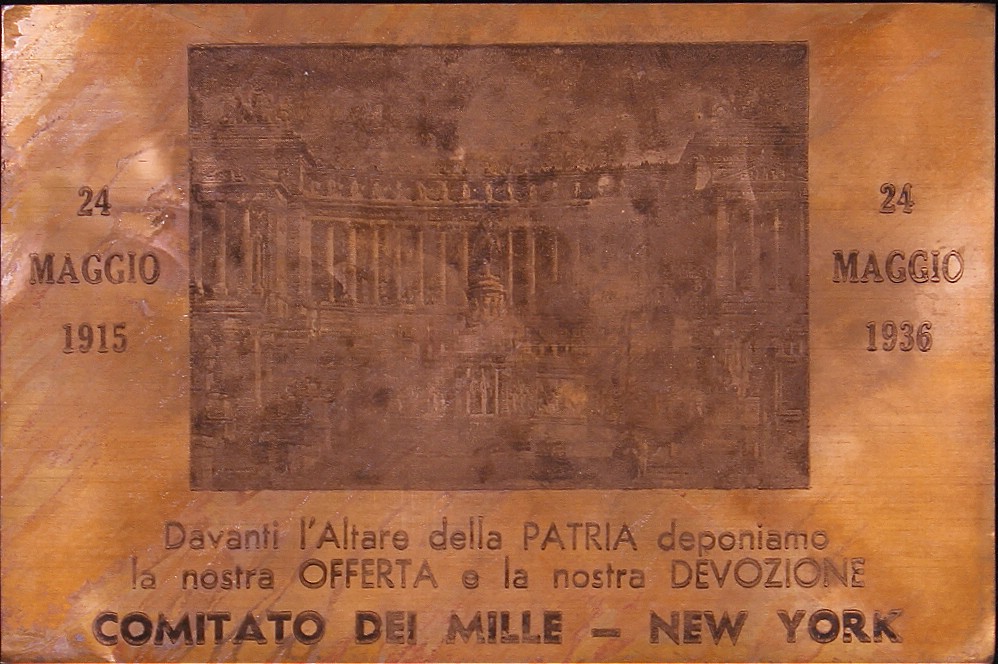 24
MAGGIO
1915
24
MAGGIO
1936
Davanti l'Altare della PATRIA deponiamo
la nostra OFFERTA e la nostra DEVOZIONE
COMITATO DEI MILLE – NEW YORK